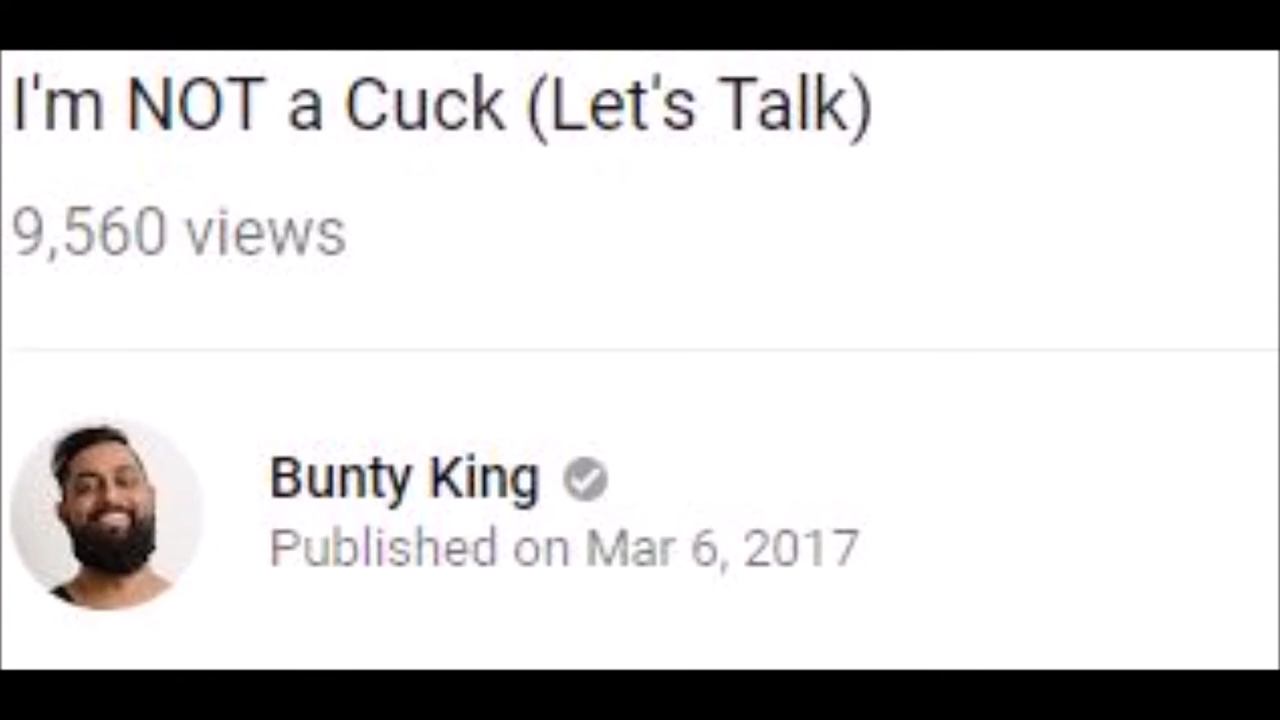 I'm NOT a Cuck (Let's Talk)
9,560 views
Bunty King
Published on Mar 6, 2017